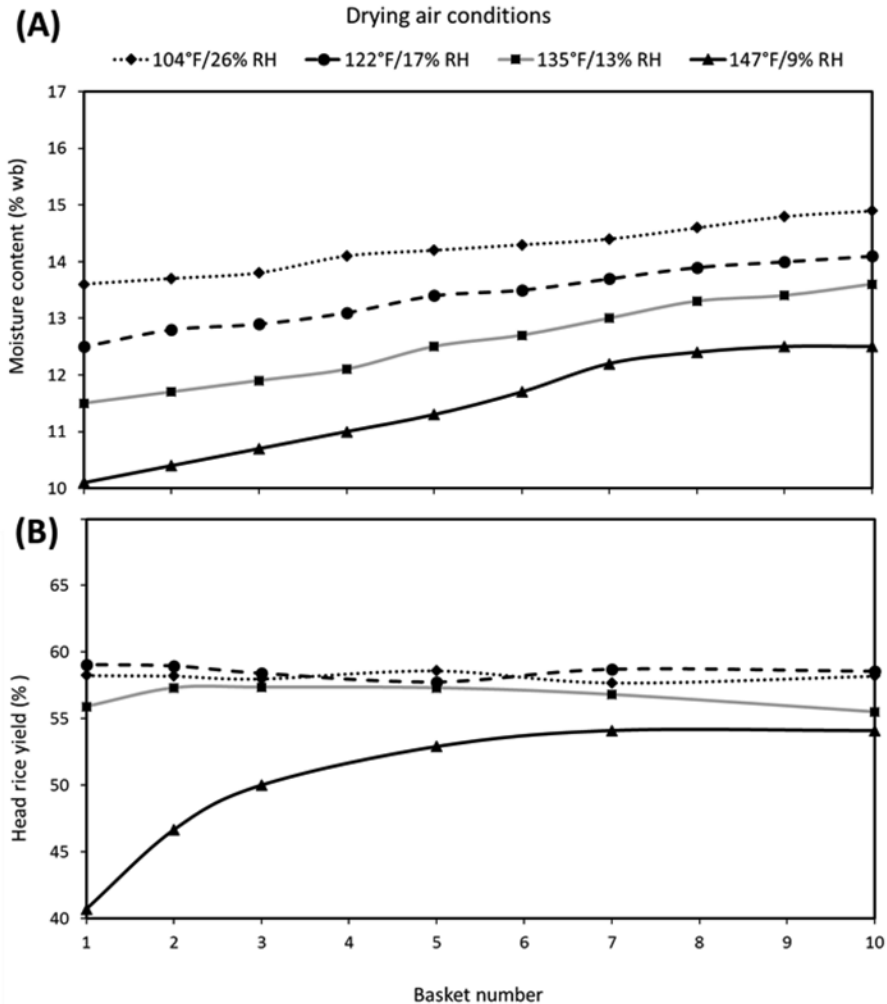 (A)
Drying air conditions
104°F/26% RH 122°F/17% RH 135°F/13% RH 147°F/9% RH
Moisture content (% wb)
17
16
15
14
13
12
11
10
(B)
Head rice yield (% )
65
60
55
50
45
40
1 2 3 4 5 6 7 8 9 10
Basket number